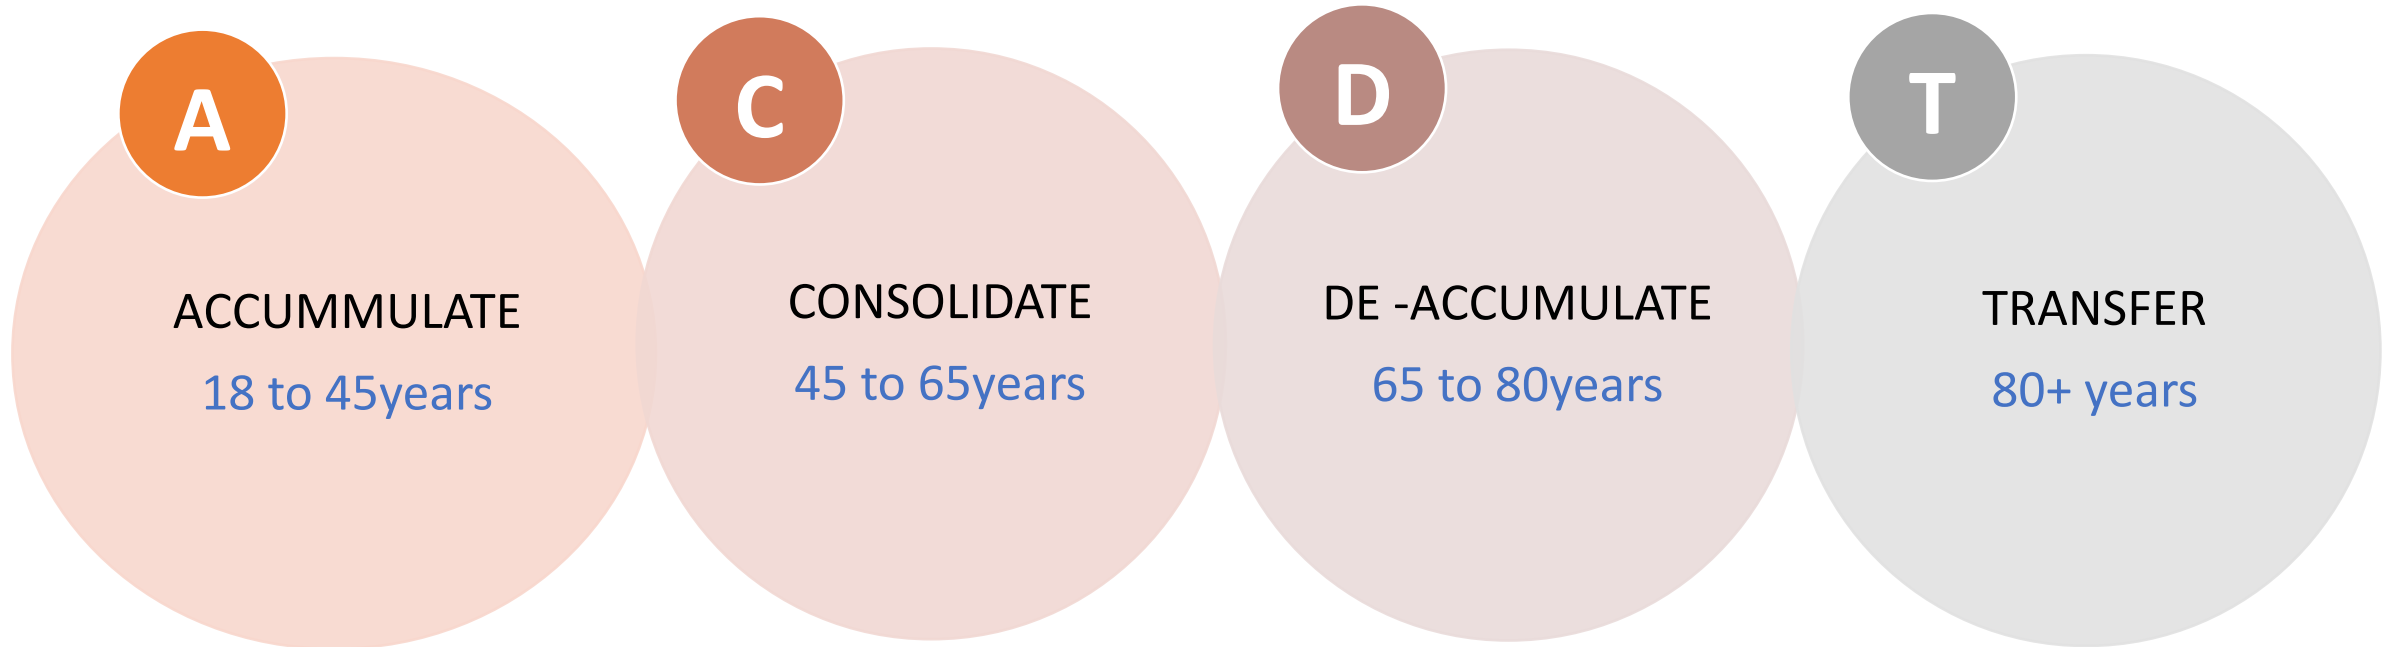 A
ACCUMMULATE
18 to 45years
C
CONSOLIDATE
45 to 65years
D
DE -ACCUMULATE
65 to 80years
T
TRANSFER
80+ years